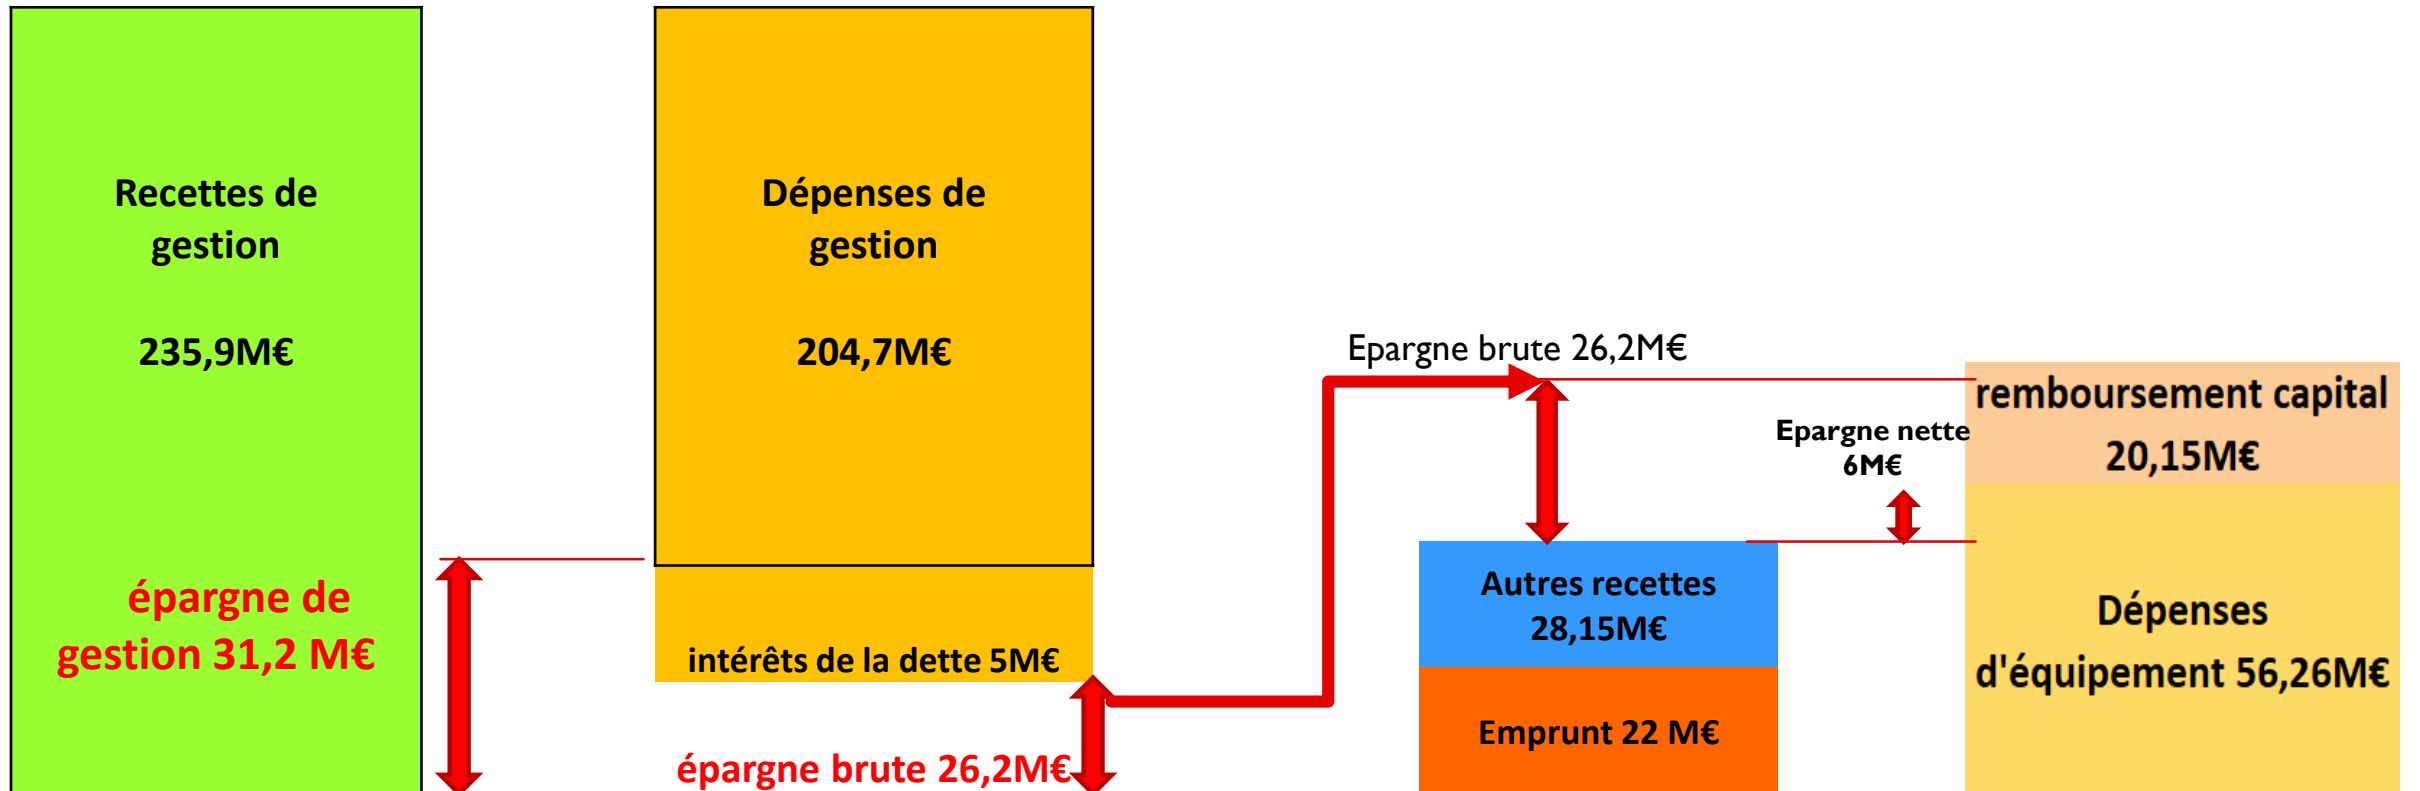 Recettes de
gestion
235,9M€
épargne de
gestion 31,2 M€
Dépenses de
gestion
204,7M€
intérêts de la dette 5M€
épargne brute 26,2M€
Epargne brute 26,2M€
Epargne nette
6M€
Autres recettes
28,15M€
Emprunt 22 M€
remboursement capital
20,15M€
Dépenses
d'équipement 56,26M€